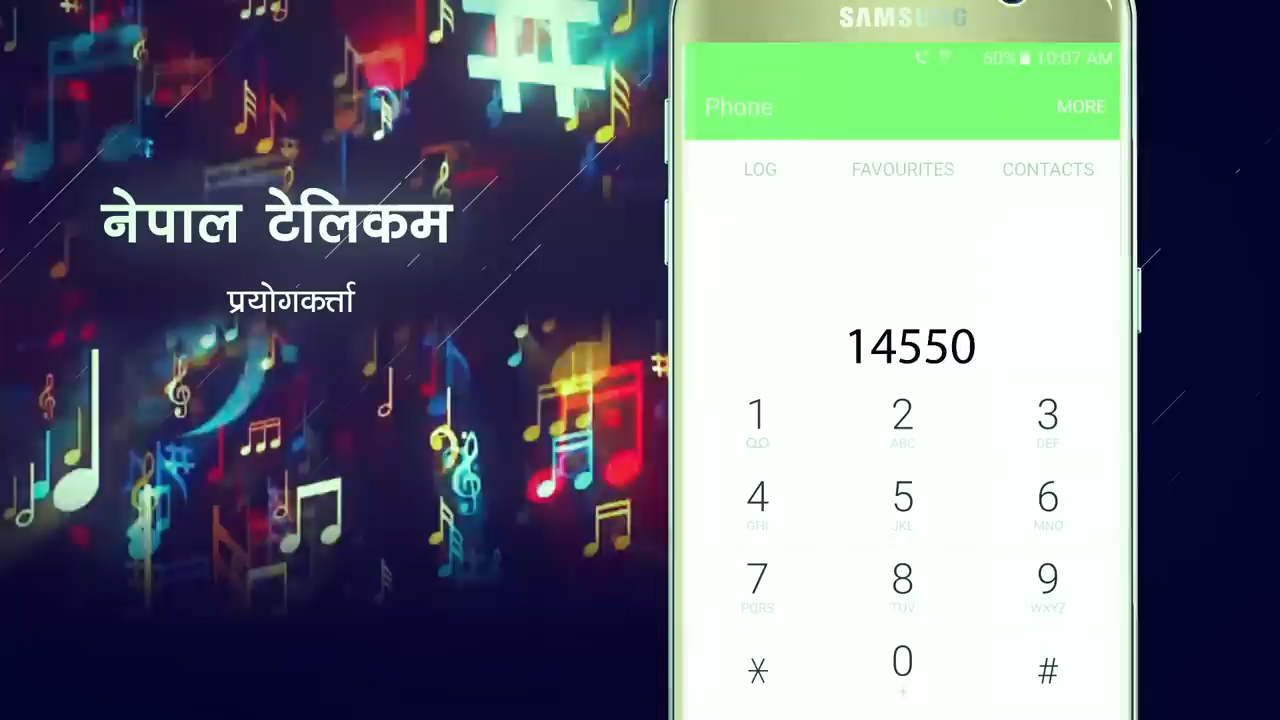 नेपाल टेलिकम
प्रयोगकर्त्ता
SAMSUNG
60% 10:07 AM
Phone MORE
LOG FAVOURITES CONTACTS
14550
1 2 3
ABC DEF
4 5 6
GHI JKL MNO
7 8 9
PQRS TUV WXYZ
* 0 #
+